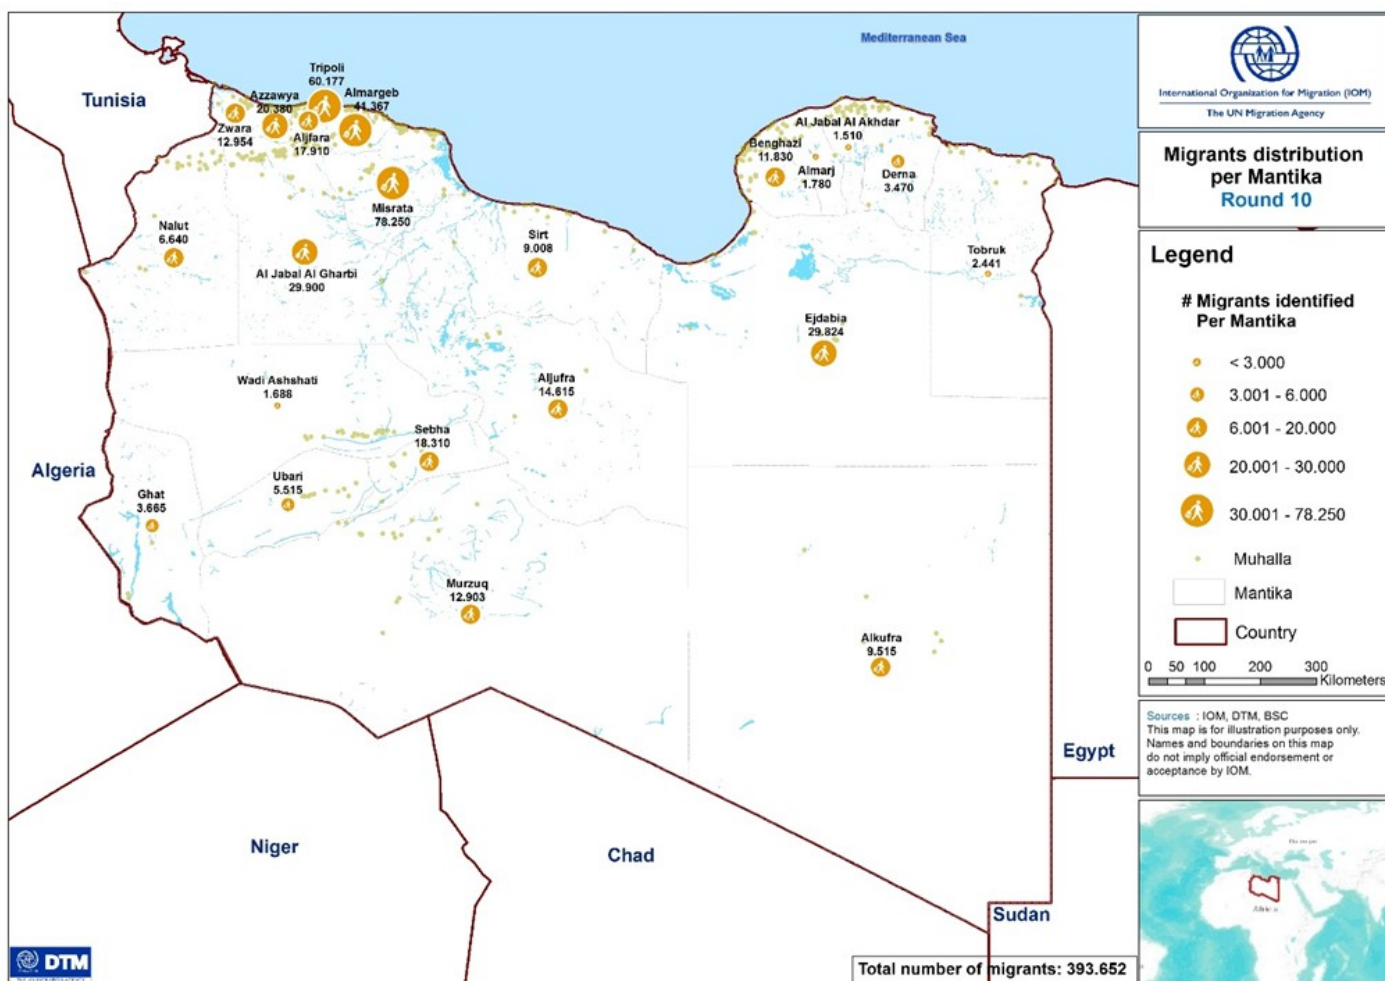 Mediterranean Sea
Tunisia
Tripoli
60.177
Azzawya
20.380
Almargeb
41.367
Zwara
12.954
Aljfara
17.910
Misrata
78.250
Nalut
6.640
Al Jabal Al Gharbi
29.900
Sirt
9.008
Benghazi
11.830
Al Jabal Al Akhdar
1.510
Almarj
1.780
Derna
3.470
Tobruk
2.441
Ejdabia
29.824
Wadi Ashshati
1.688
Aljufra
14.615
Sebha
18.310
Algeria
Ubari
5.515
Ghat
3.665
Murzuq
12.903
Alkufra
9.515
Egypt
Niger
Chad
Sudan
DTM
Total number of migrants: 393.652
International Organization for Migration (IOM)
The UN Migration Agency
Migrants distribution
per Mantika
Round 10
Legend
# Migrants identified
Per Mantika
< 3.000
3.001 - 6.000
6.001 - 20.000
20.001 - 30.000
30.001 - 78.250
Muhalla
Mantika
Country
0 50 100 200 300
Kilometers
Sources : IOM, DTM, BSC
This map is for illustration purposes only.
Names and boundaries on this map
do not imply official endorsement or
acceptance by IOM.